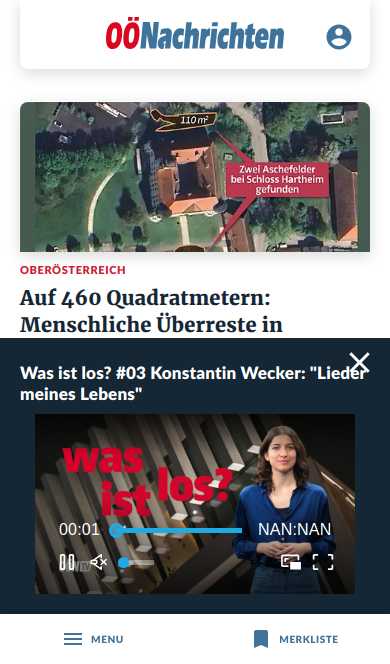 OÖNachrichten
110 m²
Zwei Aschefelder
bei Schloss Hartheim
gefunden
OBERÖSTERREICH
Auf 460 Quadratmetern:
Menschliche Überreste in
Was ist los? #03 Konstantin Wecker: "Lieder
meines Lebens"
was
ist los?
00:01
NAN:NAN
MENU
MERKLISTE